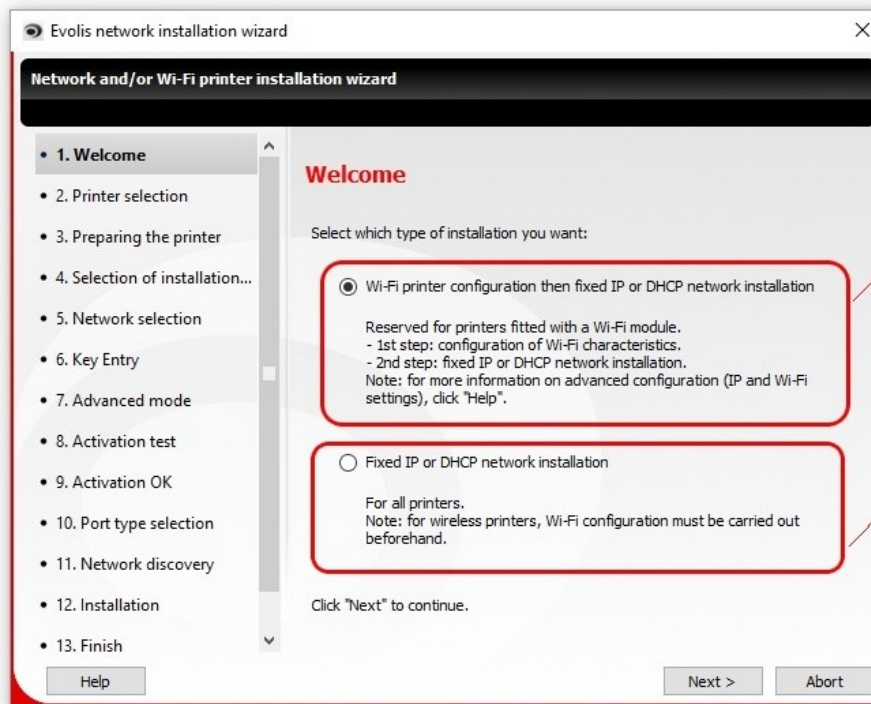 Evolis network installation wizard
Network and/or Wi-Fi printer installation wizard
• 1. Welcome
• 2. Printer selection
• 3. Preparing the printer
• 4. Selection of installation...
• 5. Network selection
• 6. Key Entry
• 7. Advanced mode
• 8. Activation test
• 9. Activation OK
• 10. Port type selection
• 11. Network discovery
• 12. Installation
• 13. Finish
Welcome
Select which type of installation you want:
Wi-Fi printer configuration then fixed IP or DHCP network installation
Reserved for printers fitted with a Wi-Fi module.
- 1st step: configuration of Wi-Fi characteristics.
- 2nd step: fixed IP or DHCP network installation.
Note: for more information on advanced configuration (IP and Wi-Fi
settings), click "Help".
Fixed IP or DHCP network installation
For all printers.
Note: for wireless printers, Wi-Fi configuration must be carried out
beforehand.
Click "Next" to continue.
Help
Next >
Abort